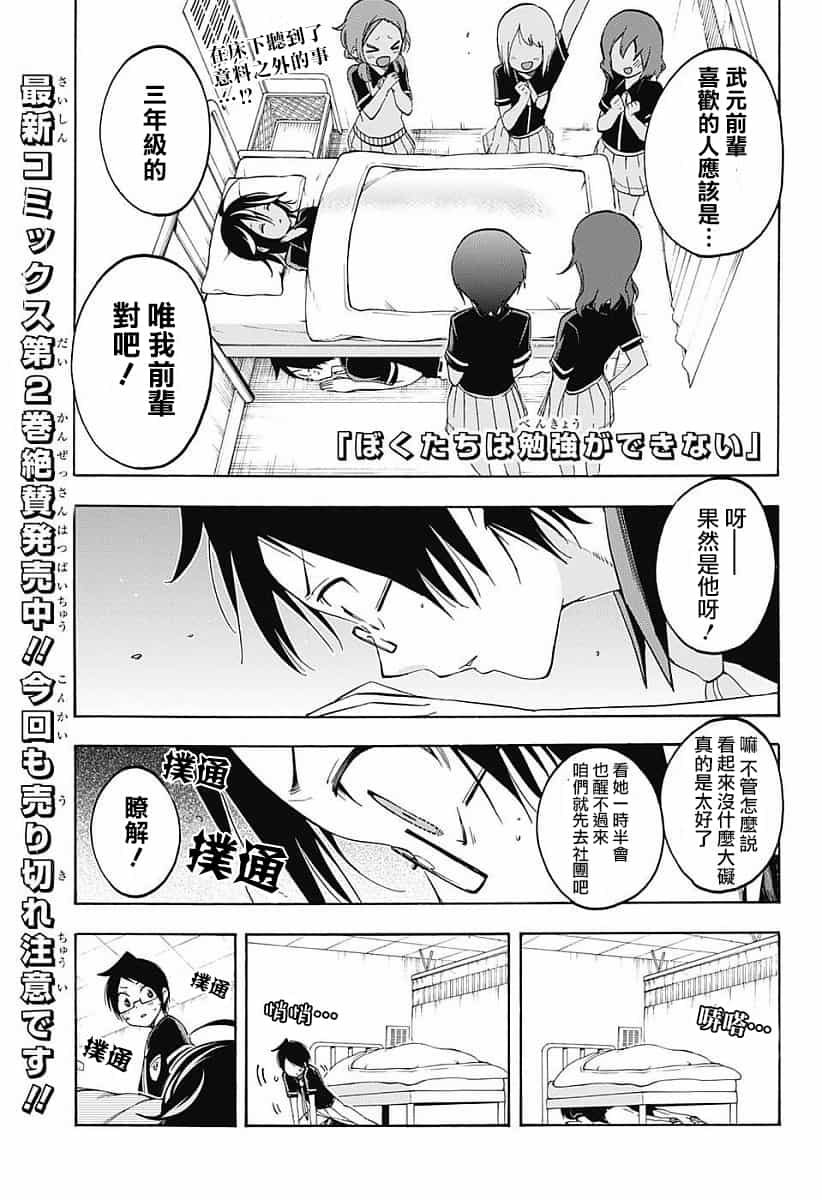 武元前輩
喜歡的人應該是…
在床下聽到了
意料之外的事
…!?
三年級的
唯我前輩
對吧！
「ぼくたちは勉強ができない」
べんきょう
呀——
果然是他呀！
嘛 不管怎麼說
看起來沒什麼大礙
真的是太好了
看她一時半會
也醒不過來
咱們就先去社團吧
瞭解！
撲通
撲通
哢嗒…
悄悄…
撲通
撲通
最新コミックス第2巻絶賛発売中!!今回も売り切れ注意です!!
さいしん
だい
かん
ぜっさん
はつばいちゅう
こんかい
う
き
ちゅうい